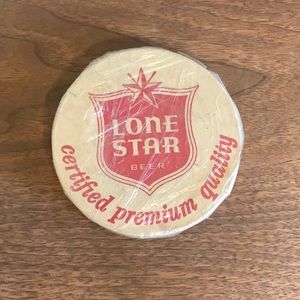 LONE
STAR
BEER
certified premium quality